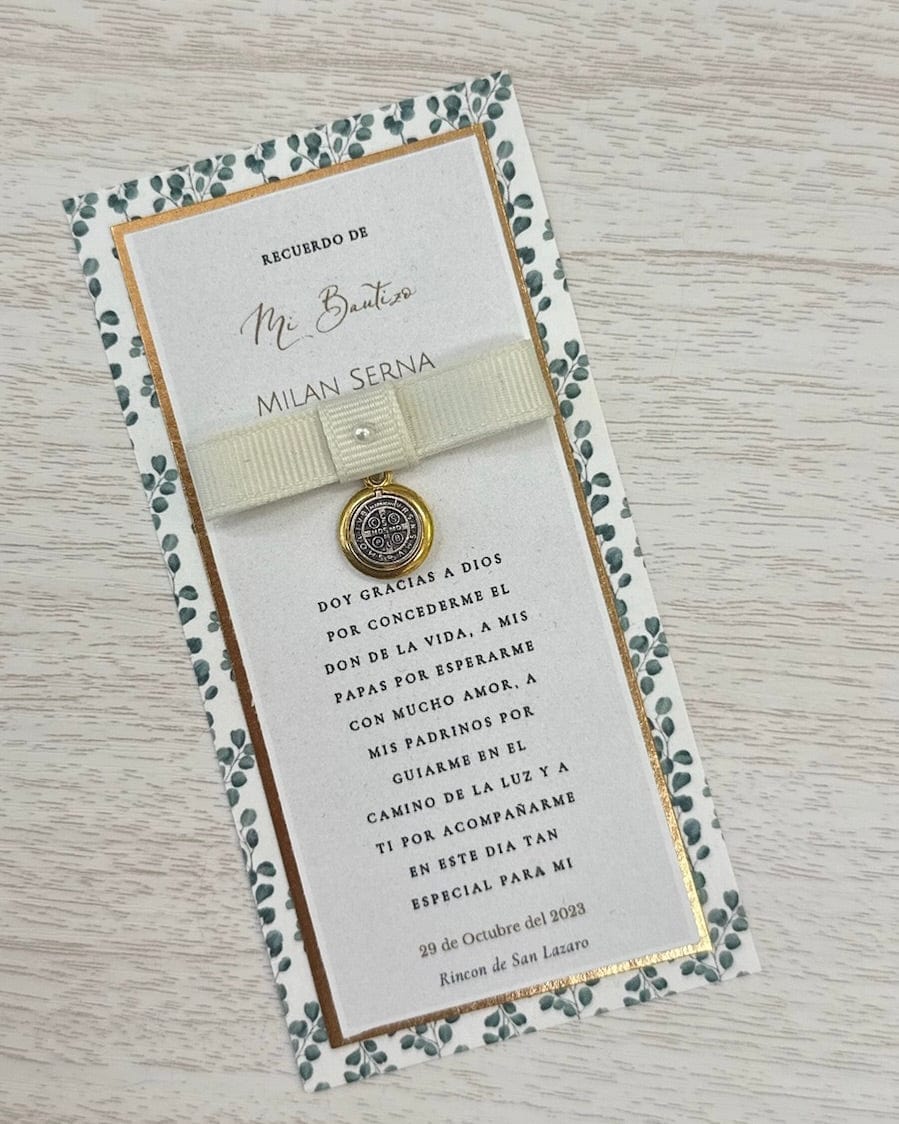 RECUERDO DE
Mi Bautizo
MILAN SERNA
DOY GRACIAS A DIOS
POR CONCEDERME EL
DON DE LA VIDA, A MIS
PAPAS POR ESPERARME
CON MUCHO AMOR, A
MIS PADRINOS POR
GUIARME EN EL
CAMINO DE LA LUZ Y A
TI POR ACOMPAÑARME
EN ESTE DIA TAN
ESPECIAL PARA MI
29 de Octubre del 2023
Rincon de San Lazaro